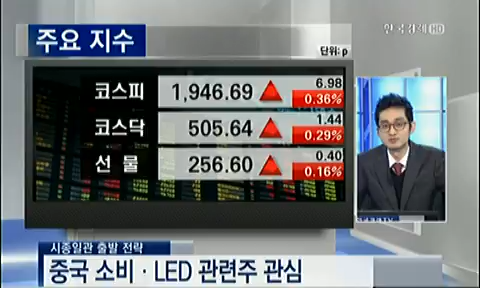 주요 지수
한국경제 HD
단위: p
코스피 1,946.69 ▲ 6.98
0.36%
코스닥 505.64 ▲ 1.44
0.29%
선물 256.60 ▲ 0.40
0.16%
시종일관 출발 전략
중국 소비 · LED 관련주 관심